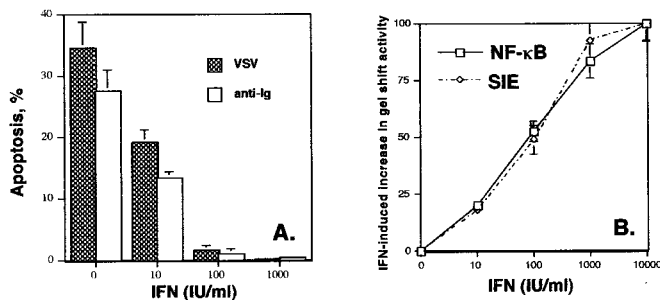 Apoptosis, %
40
30
20
10
0
VSV
anti-Ig
A.
0 10 100 1000
IFN (IU/ml)
IFN-induced increase in gel shift activity
100
75
50
25
0
NF-κB
SIE
B.
0 10 100 1000 10000
IFN (IU/ml)